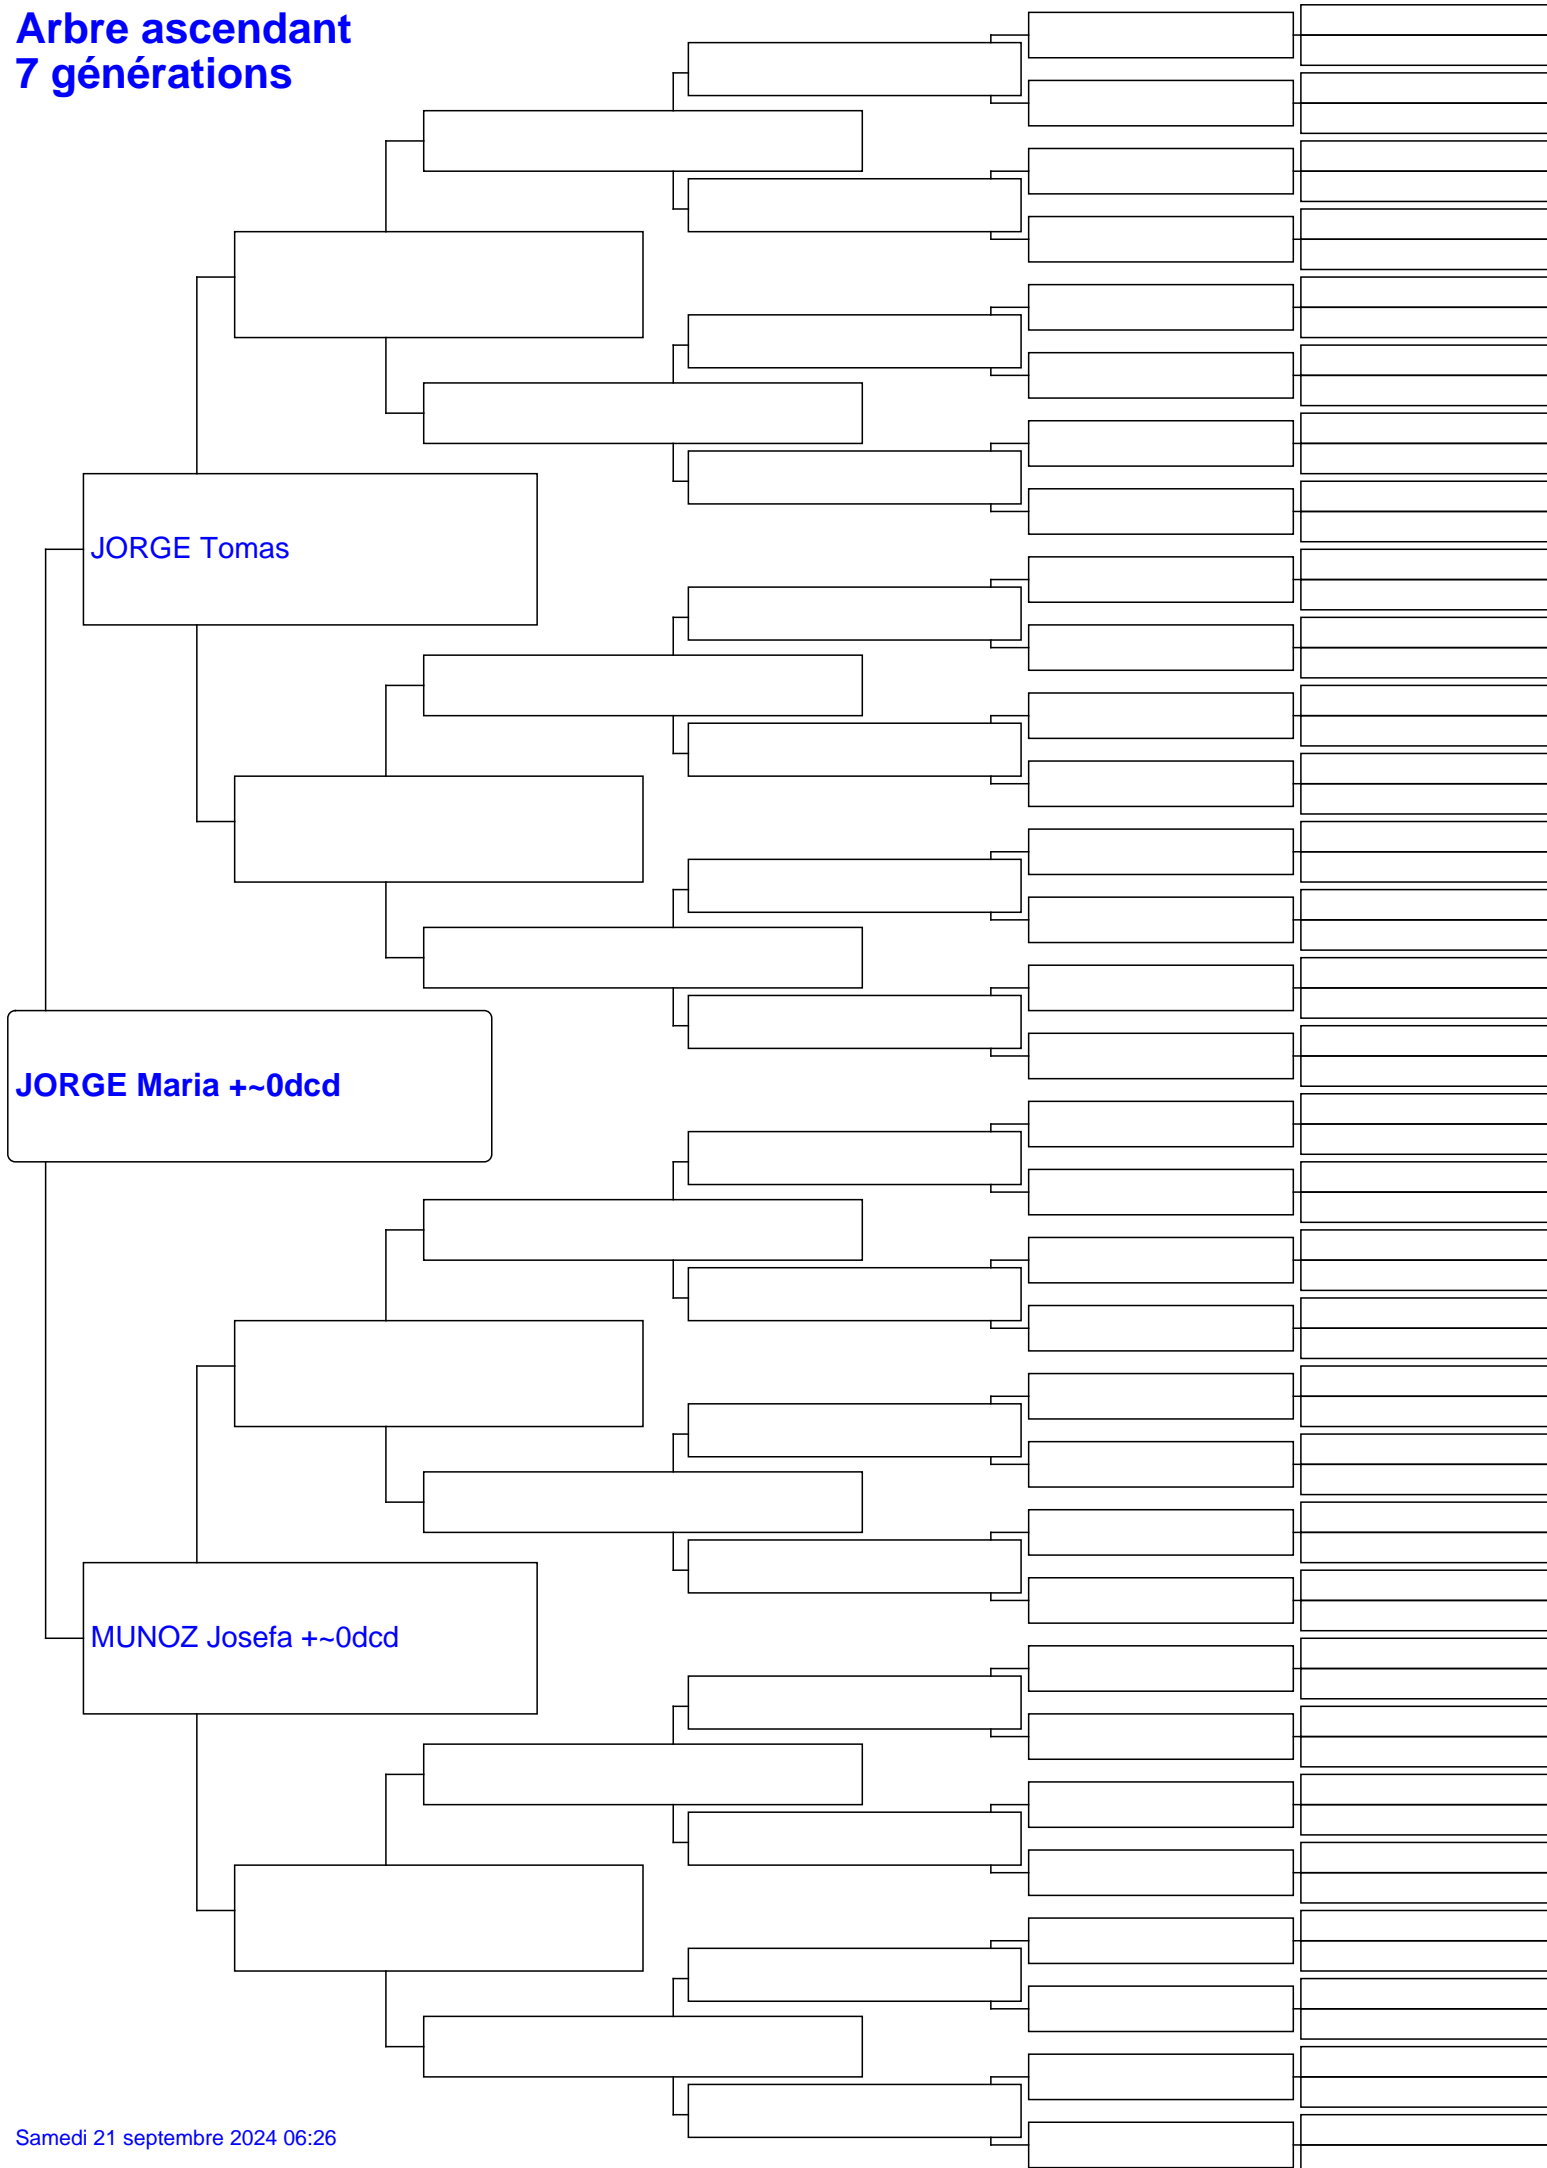 Arbre ascendant
7 générations
JORGE Tomas
JORGE Maria +~0dcd
MUNOZ Josefa +~0dcd
Samedi 21 septembre 2024 06:26